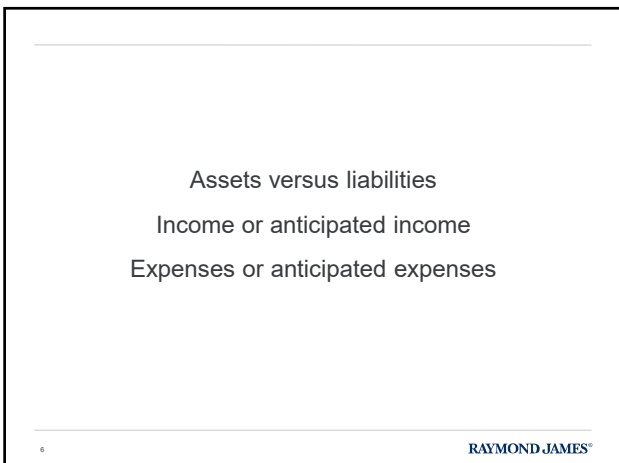 Assets versus liabilities
Income or anticipated income
Expenses or anticipated expenses
6
RAYMOND JAMES®